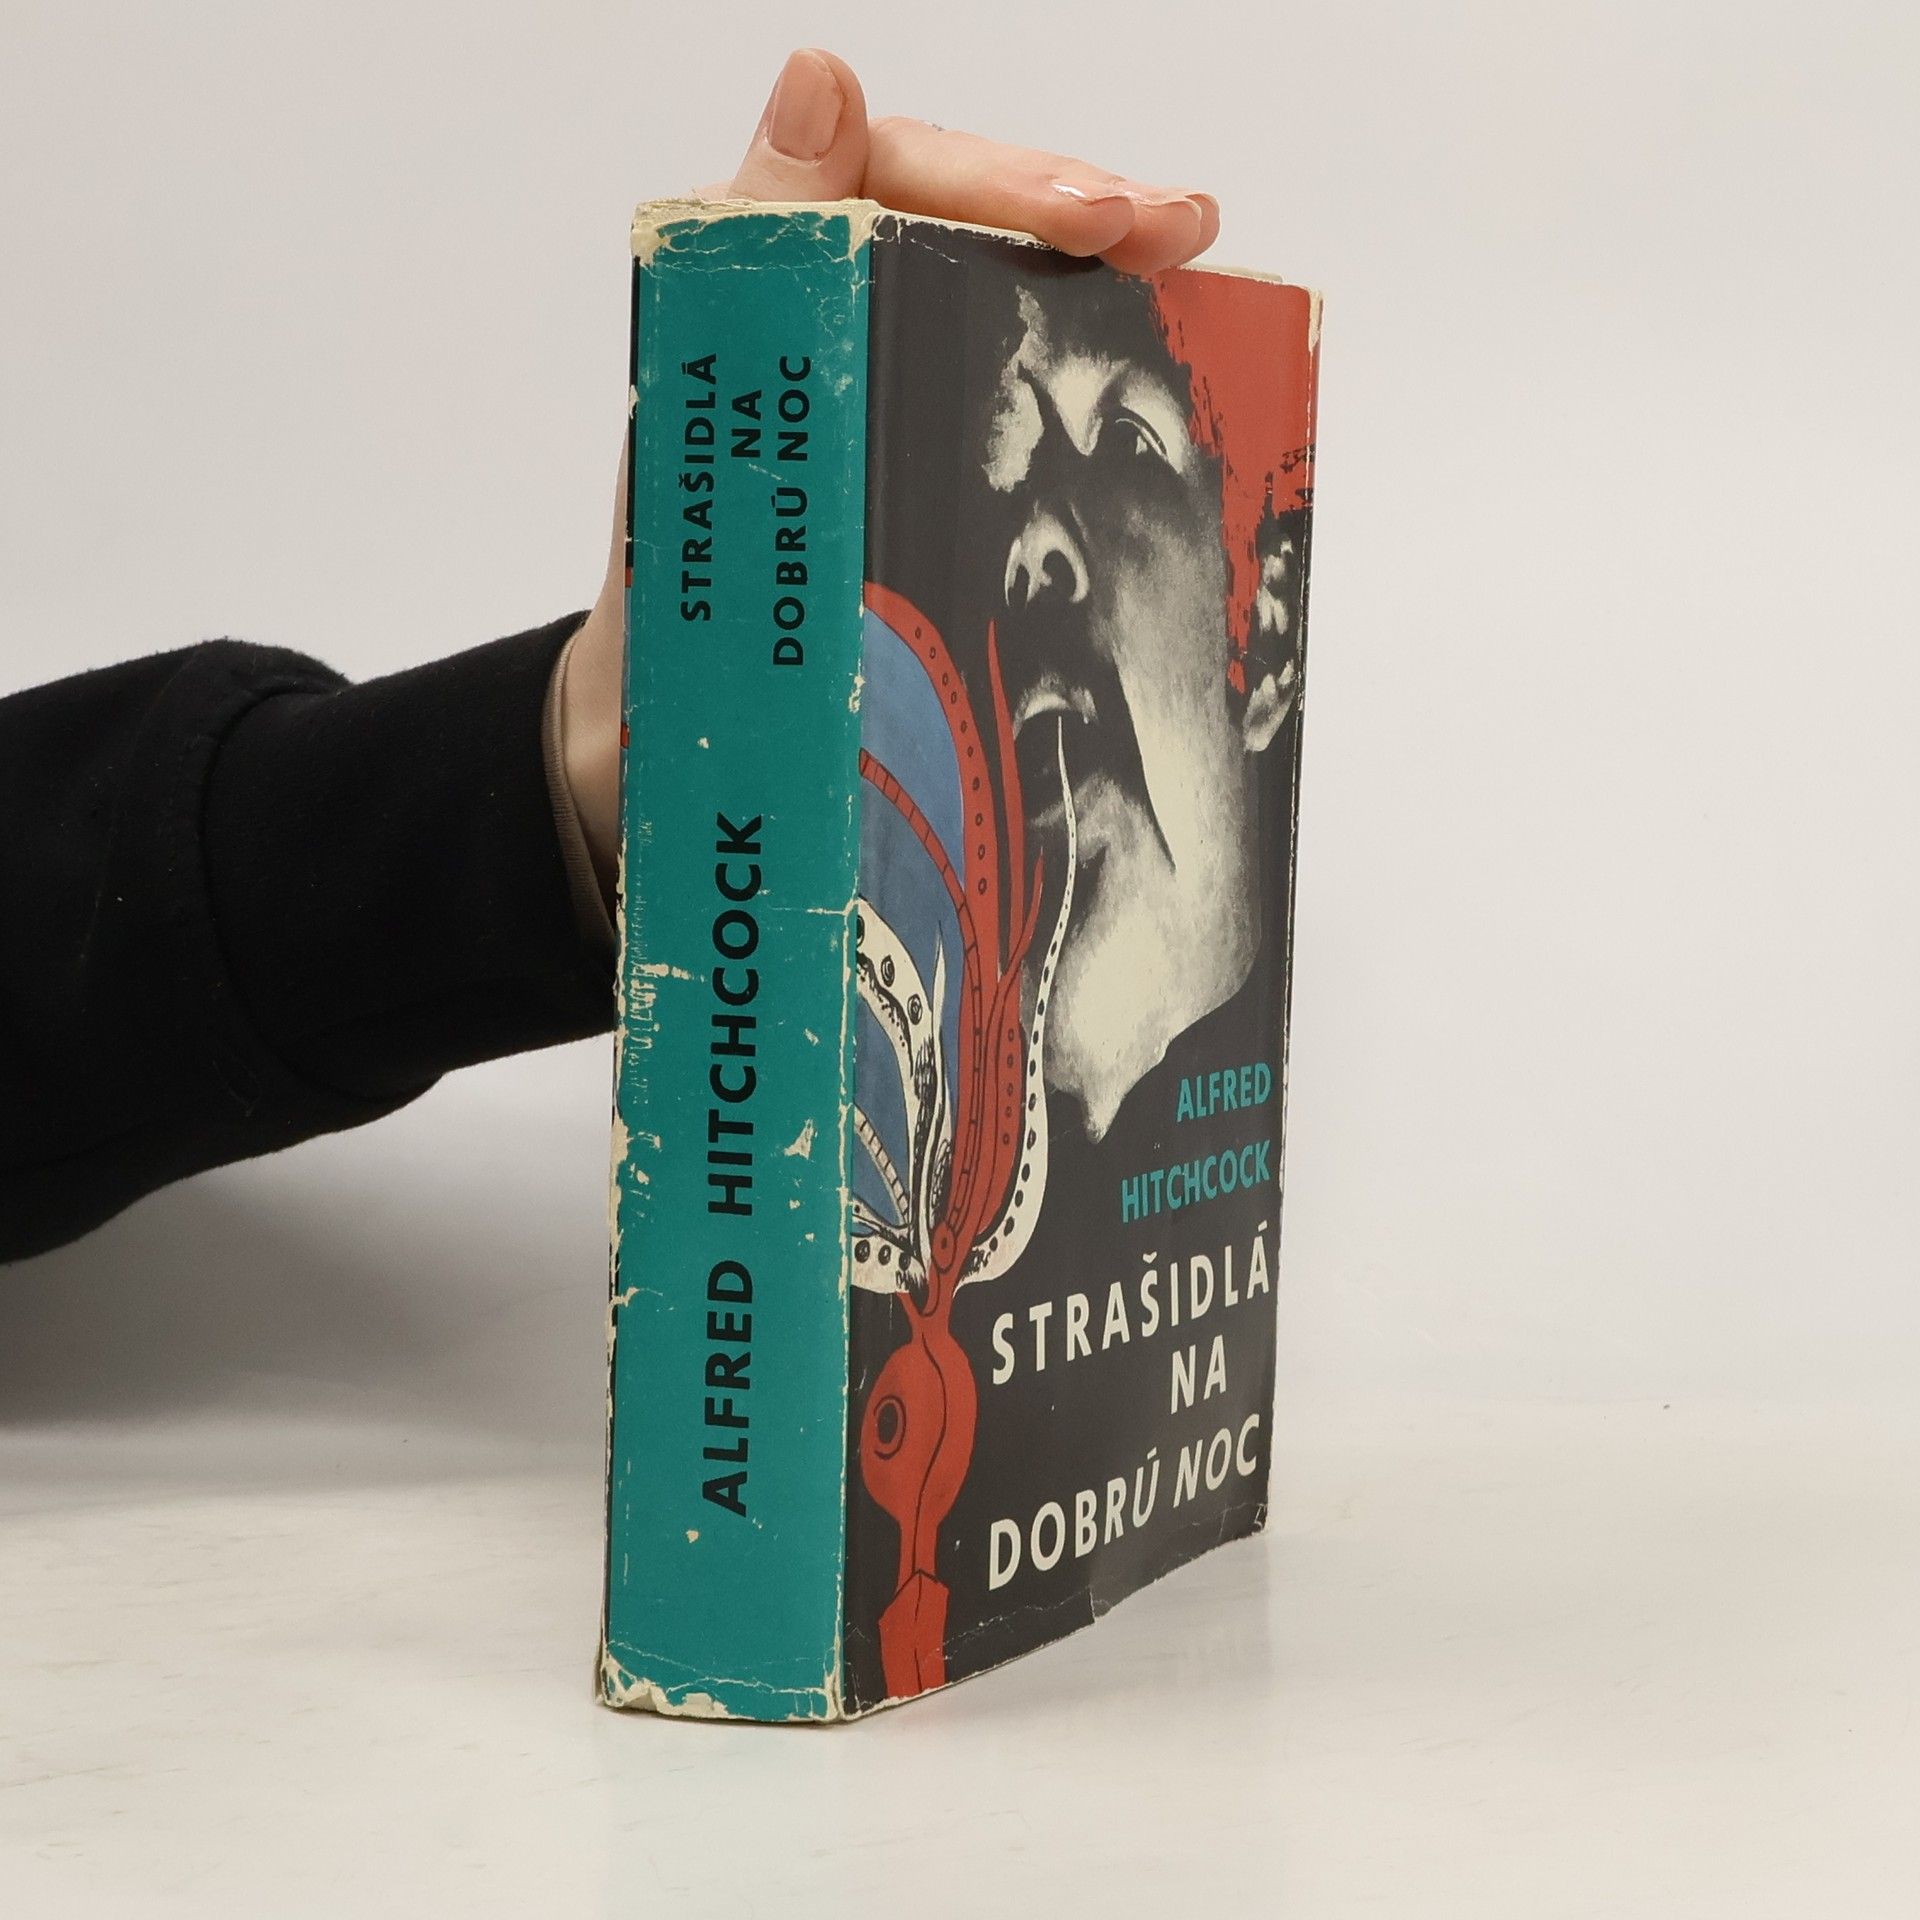 STRAŠIDLÁ
NA
DOBRÚ NOC
ALFRED HITCHCOCK
ALFRED
HITCHCOCK
STRAŠIDLÁ
NA
DOBRÚ NOC